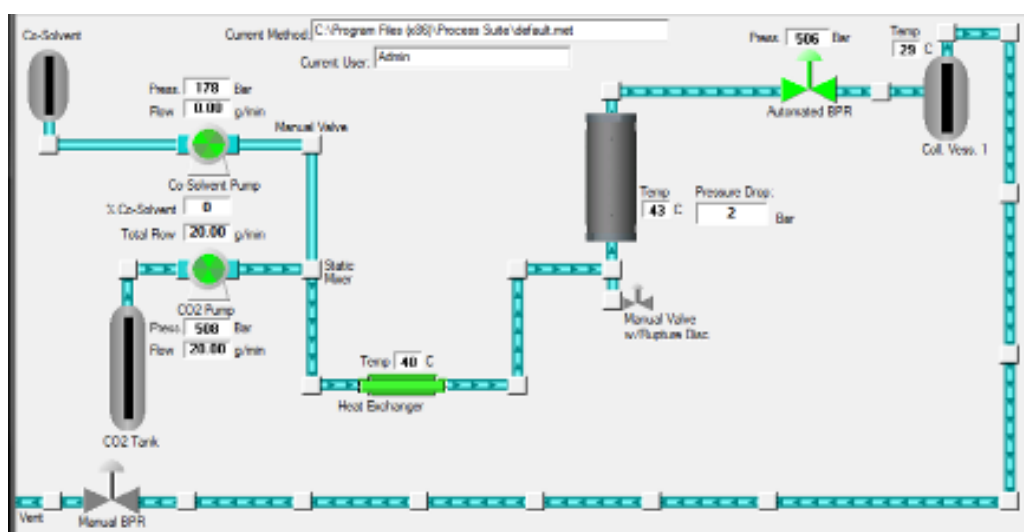 Co-Solvent
Current Method: C:\Program Files (x86)\Process Suite\default.met
Current User: Admin
Press. 506 Bar
Temp
29 C
Press. 178 Bar
Flow 0.00 g/min
Manual Valve
Automated BPR
Coll. Vess. 1
Co Solvent Pump
% Co-Solvent 0
Total Flow 20.00 g/min
Temp
43 C
Pressure Drop:
2 Bar
Static
Mixer
CO2 Pump
Press. 508 Bar
Flow 20.00 g/min
Manual Valve
w/Rupture Disc
Temp 40 C
Heat Exchanger
CO2 Tank
Vent
Manual BPR